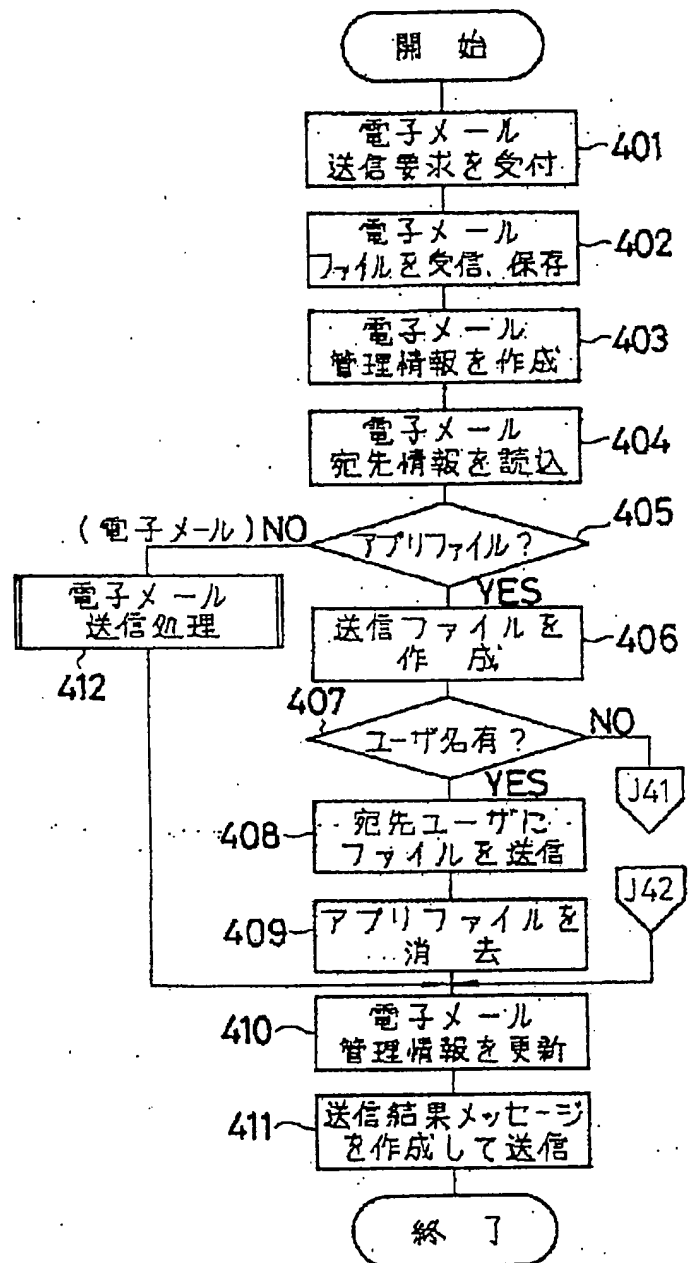 開 始
電子メール
送信要求を受付
401
電子メール
ファイルを受信、保存
402
電子メール
管理情報を作成
403
電子メール
宛先情報を読込
404
405
(電子メール) NO
アプリファイル?
YES
電子メール
送信処理
412
送信ファイルを
作 成
406
407
ユーザ名有?
NO
YES
J41
408
宛先ユーザに
ファイルを送信
J42
409
アプリファイルを
消 去
410
電子メール
管理情報を更新
411
送信結果メッセージ
を作成して送信
終 了